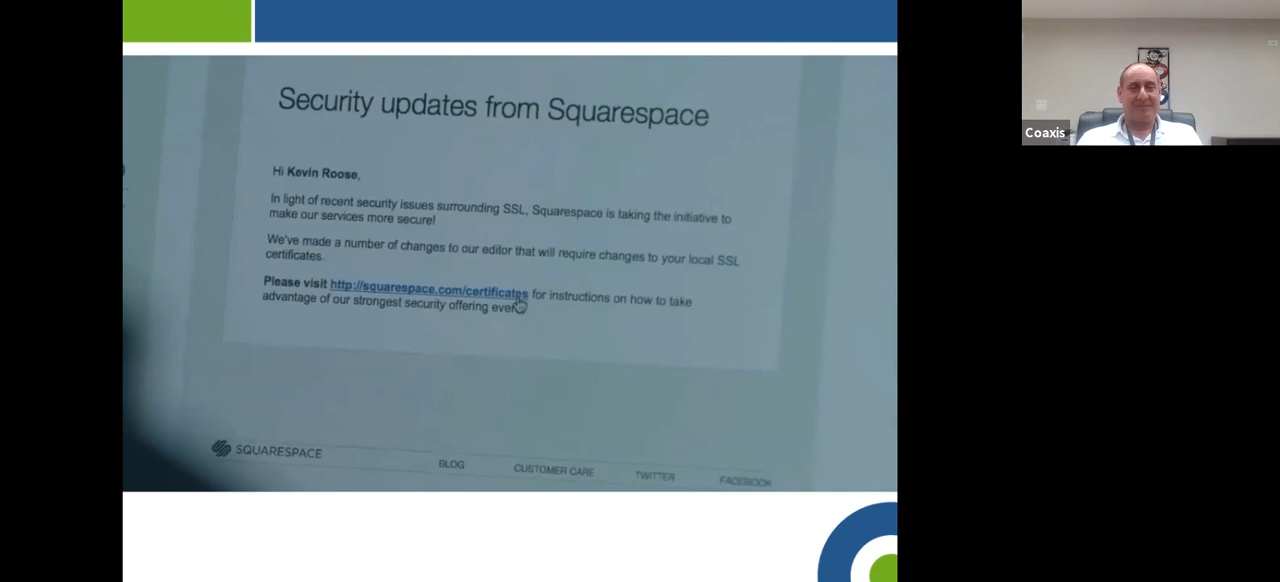 Security updates from Squarespace
Hi Kevin Roose,
In light of recent security issues surrounding SSL, Squarespace is taking the initiative to
make our services more secure!
We've made a number of changes to our editor that will require changes to your local SSL
certificates.
Please visit http://squarespace.com/certificates for instructions on how to take
advantage of our strongest security offering ever
SQUARESPACE
BLOG
CUSTOMER CARE
TWITTER
FACEBOOK
Coaxis